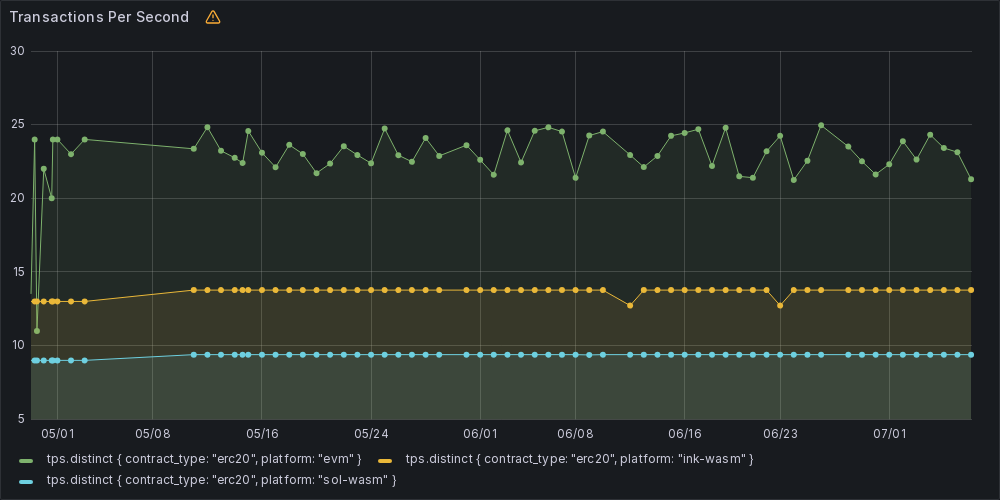 Transactions Per Second
30
25
20
15
10
5
05/01 05/08 05/16 05/24 06/01 06/08 06/16 06/23 07/01
tps.distinct { contract_type: "erc20", platform: "evm" } tps.distinct { contract_type: "erc20", platform: "ink-wasm" }
tps.distinct { contract_type: "erc20", platform: "sol-wasm" }